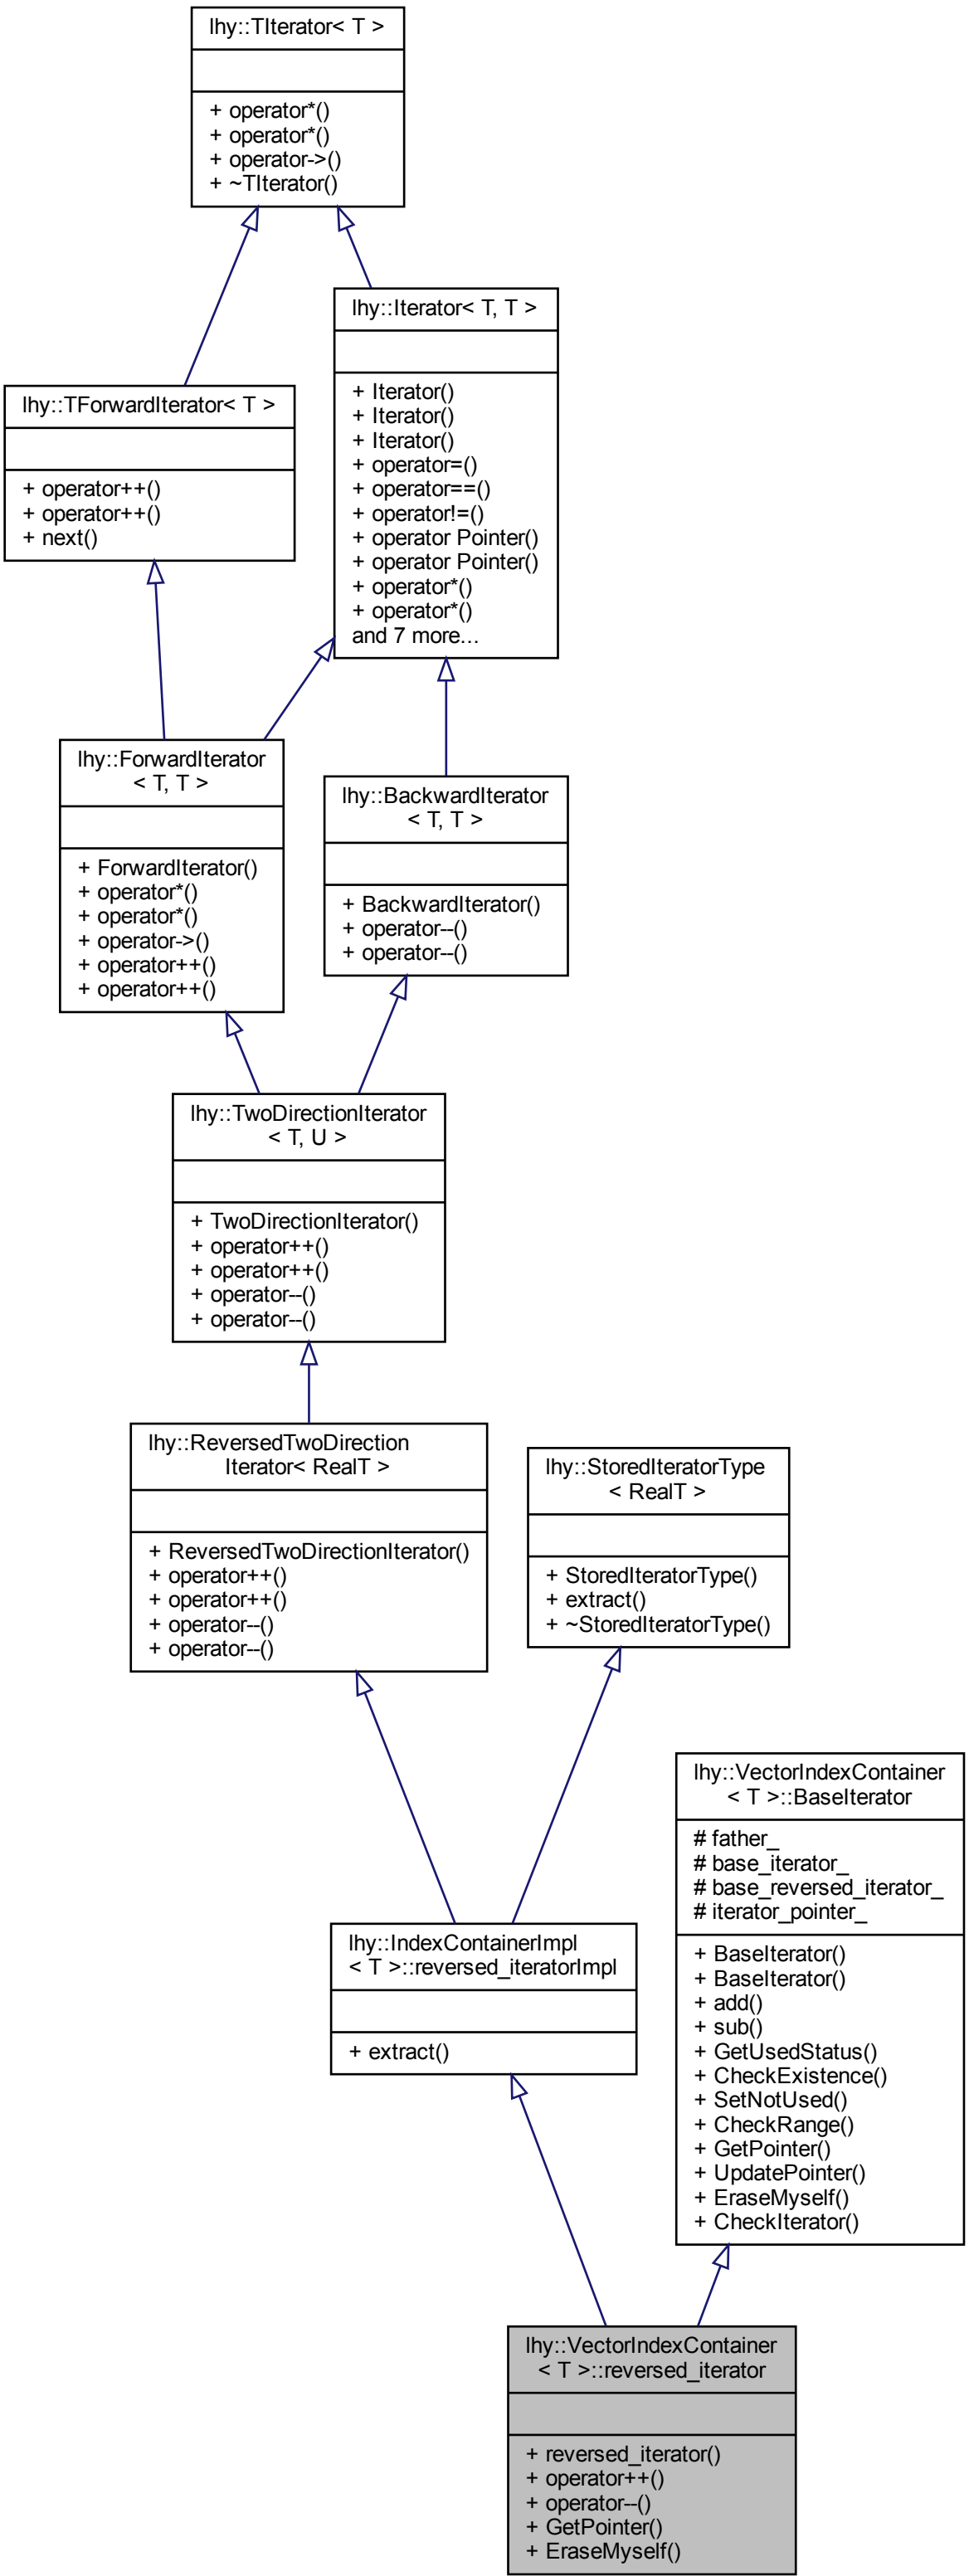 lhy::TIterator< T >
+ operator*()
+ operator*()
+ operator->()
+ ~TIterator()
lhy::Iterator< T, T >
+ Iterator()
+ Iterator()
+ Iterator()
+ operator=()
+ operator==()
+ operator!=()
+ operator Pointer()
+ operator Pointer()
+ operator*()
+ operator*()
and 7 more...
lhy::TForwardIterator< T >
+ operator++()
+ operator++()
+ next()
lhy::ForwardIterator
< T, T >
+ ForwardIterator()
+ operator*()
+ operator*()
+ operator->()
+ operator++()
+ operator++()
lhy::BackwardIterator
< T, T >
+ BackwardIterator()
+ operator--()
+ operator--()
lhy::TwoDirectionIterator
< T, U >
+ TwoDirectionIterator()
+ operator++()
+ operator++()
+ operator--()
+ operator--()
lhy::ReversedTwoDirection
Iterator< RealT >
+ ReversedTwoDirectionIterator()
+ operator++()
+ operator++()
+ operator--()
+ operator--()
lhy::StoredIteratorType
< RealT >
+ StoredIteratorType()
+ extract()
+ ~StoredIteratorType()
lhy::VectorIndexContainer
< T >::BaseIterator
# father_
# base_iterator_
# base_reversed_iterator_
# iterator_pointer_
+ BaseIterator()
+ BaseIterator()
+ add()
+ sub()
+ GetUsedStatus()
+ CheckExistence()
+ SetNotUsed()
+ CheckRange()
+ GetPointer()
+ UpdatePointer()
+ EraseMyself()
+ CheckIterator()
lhy::IndexContainerImpl
< T >::reversed_iteratorImpl
+ extract()
lhy::VectorIndexContainer
< T >::reversed_iterator
+ reversed_iterator()
+ operator++()
+ operator--()
+ GetPointer()
+ EraseMyself()